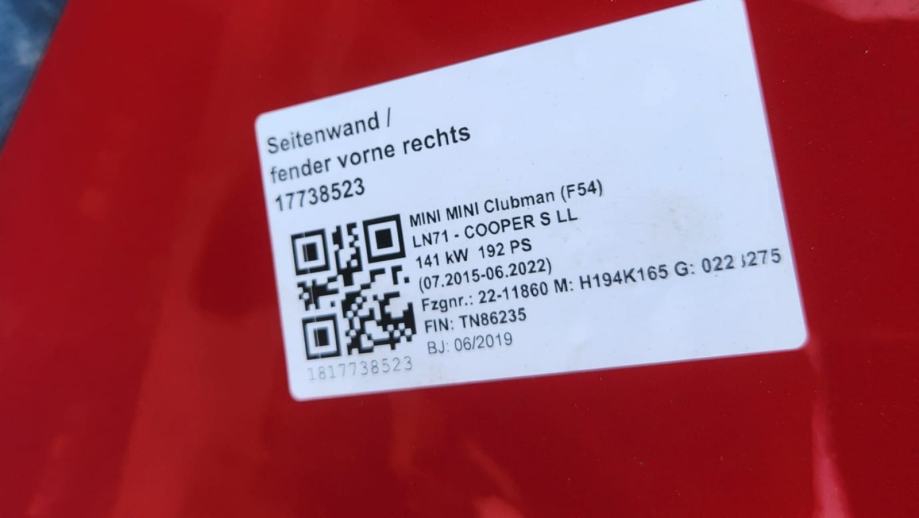 Seitenwand /
fender vorne rechts
17738523
MINI MINI Clubman (F54)
LN71 - COOPER S LL
141 kW 192 PS
(07.2015-06.2022)
Fzgnr.: 22-11860 M: H194K165 G:
FIN: TN86235
BJ: 06/2019
1817738523